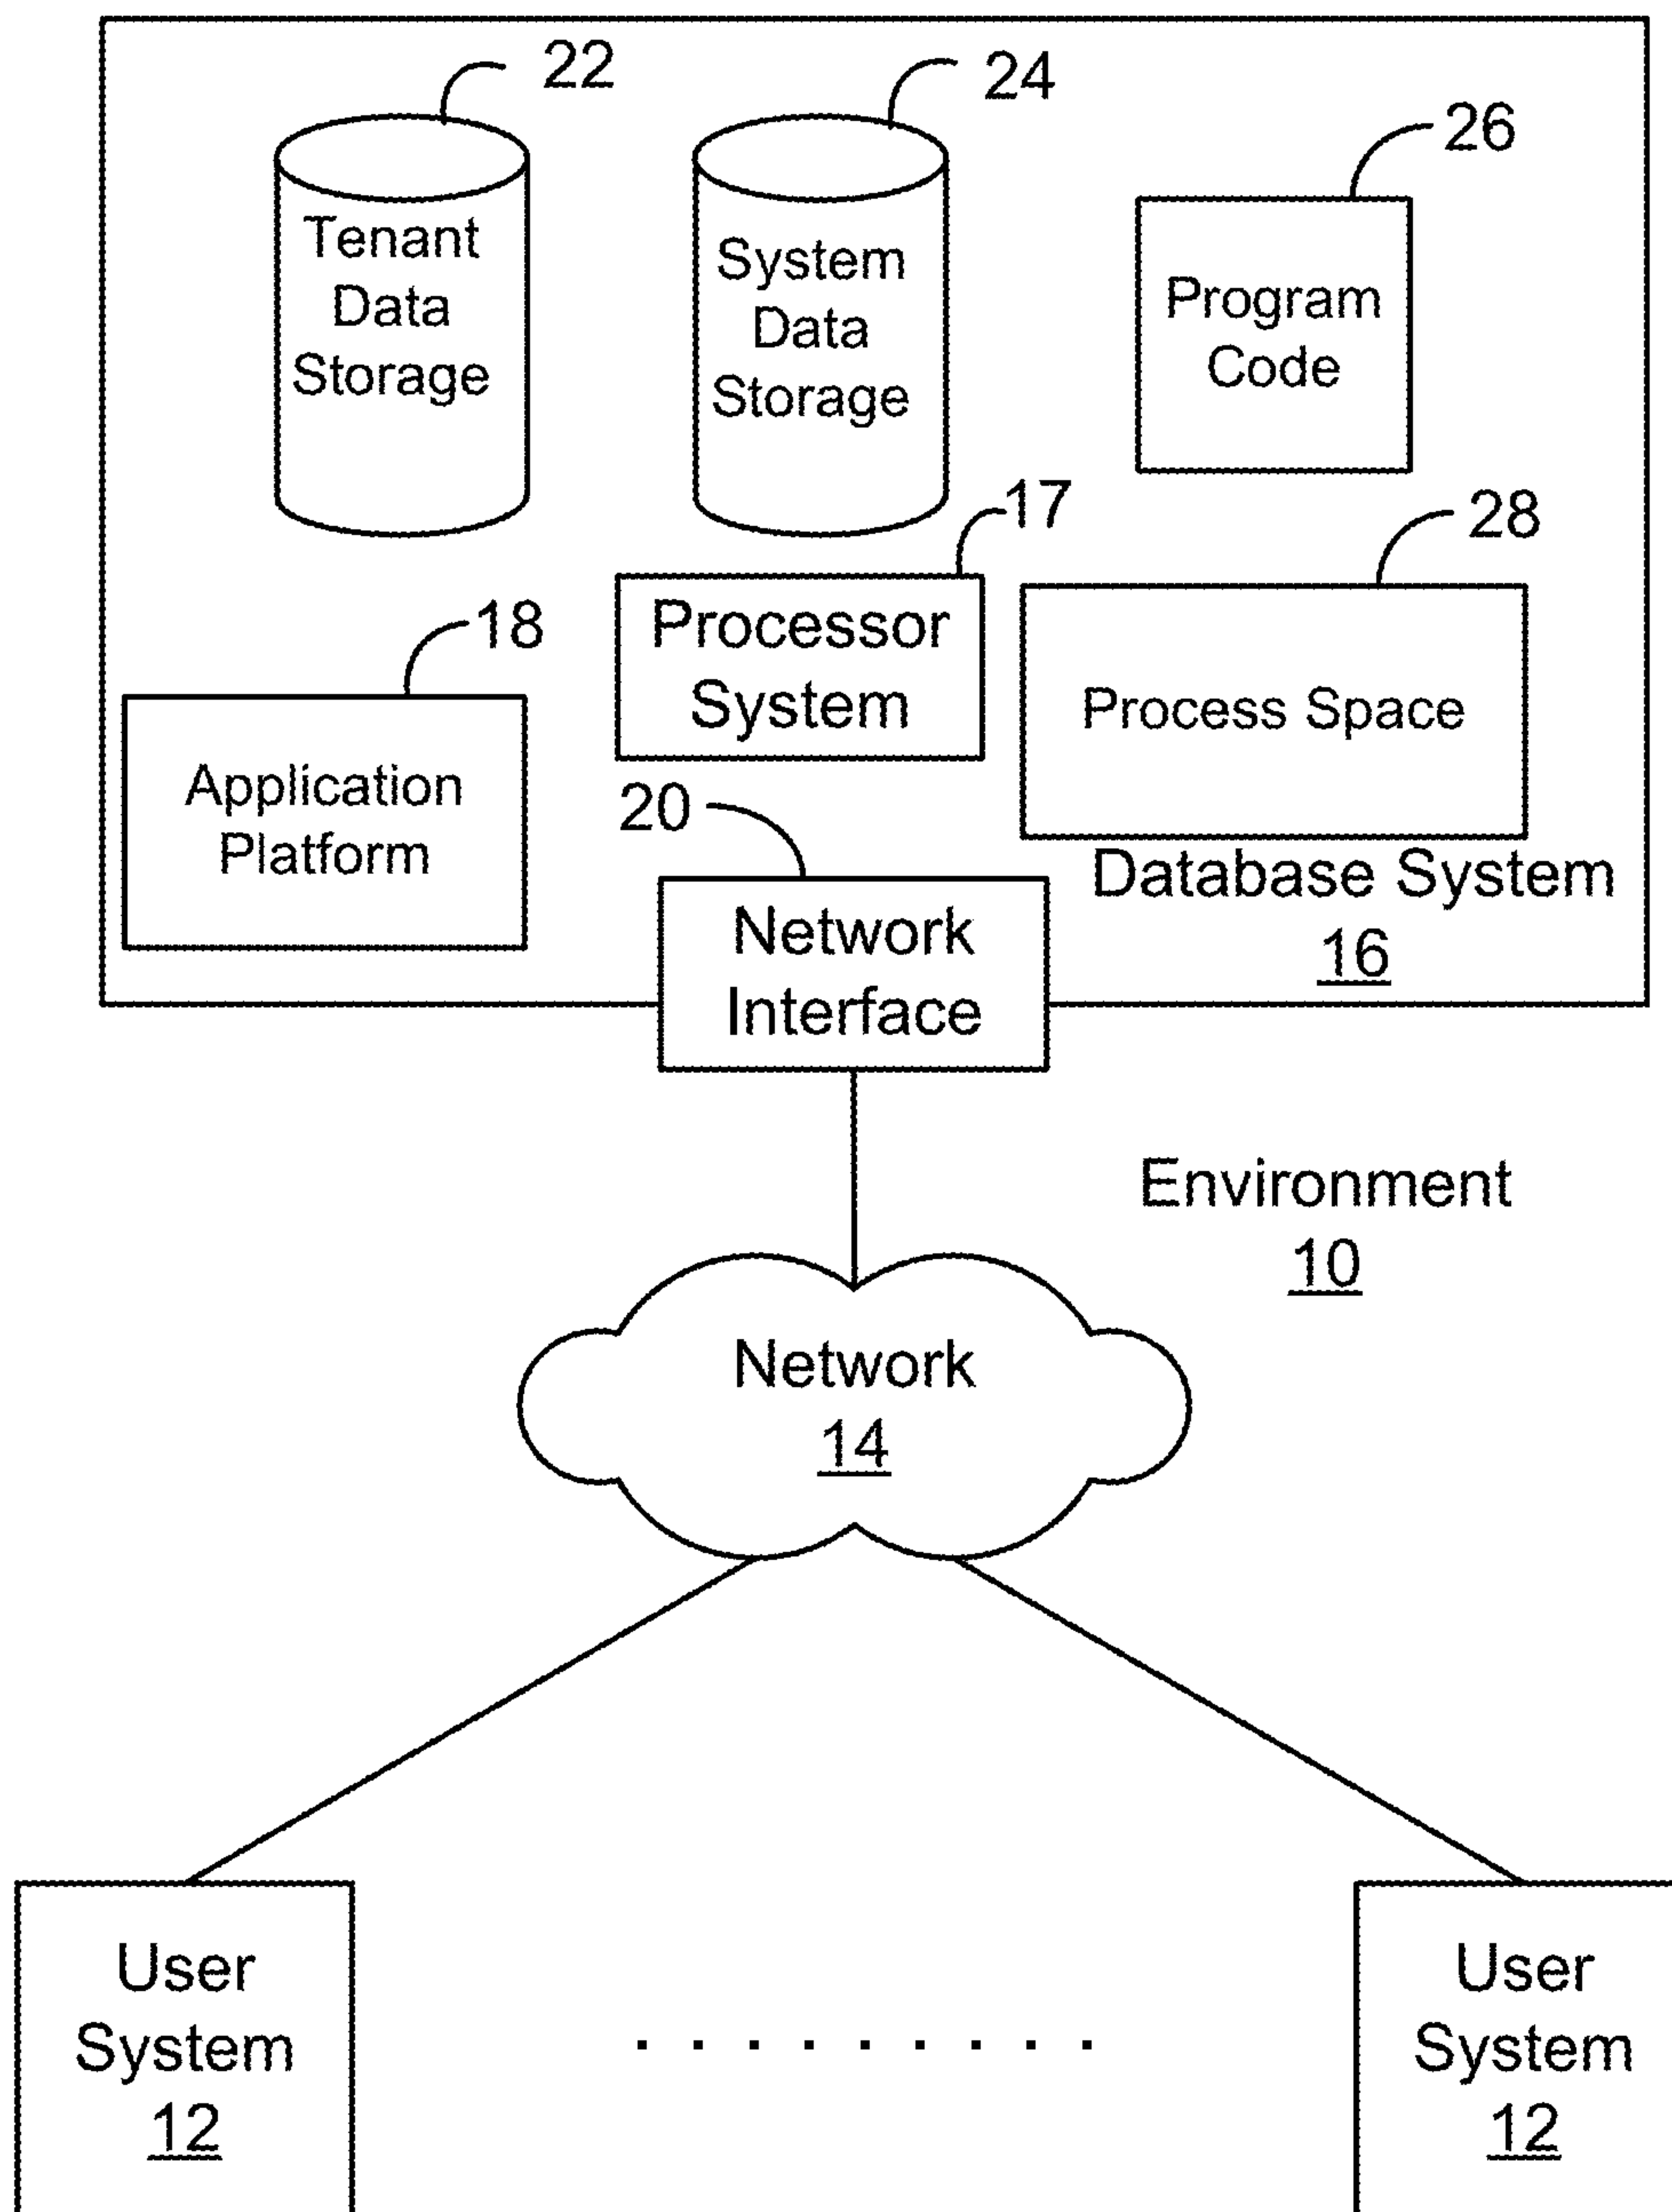 22
24
26
Tenant
Data
Storage
System
Data
Storage
Program
Code
17
28
18
Processor
System
Process Space
Application
Platform
20
Database System
16
Network
Interface
Environment
10
Network
14
User
System
12
. . . . . . . . .
User
System
12